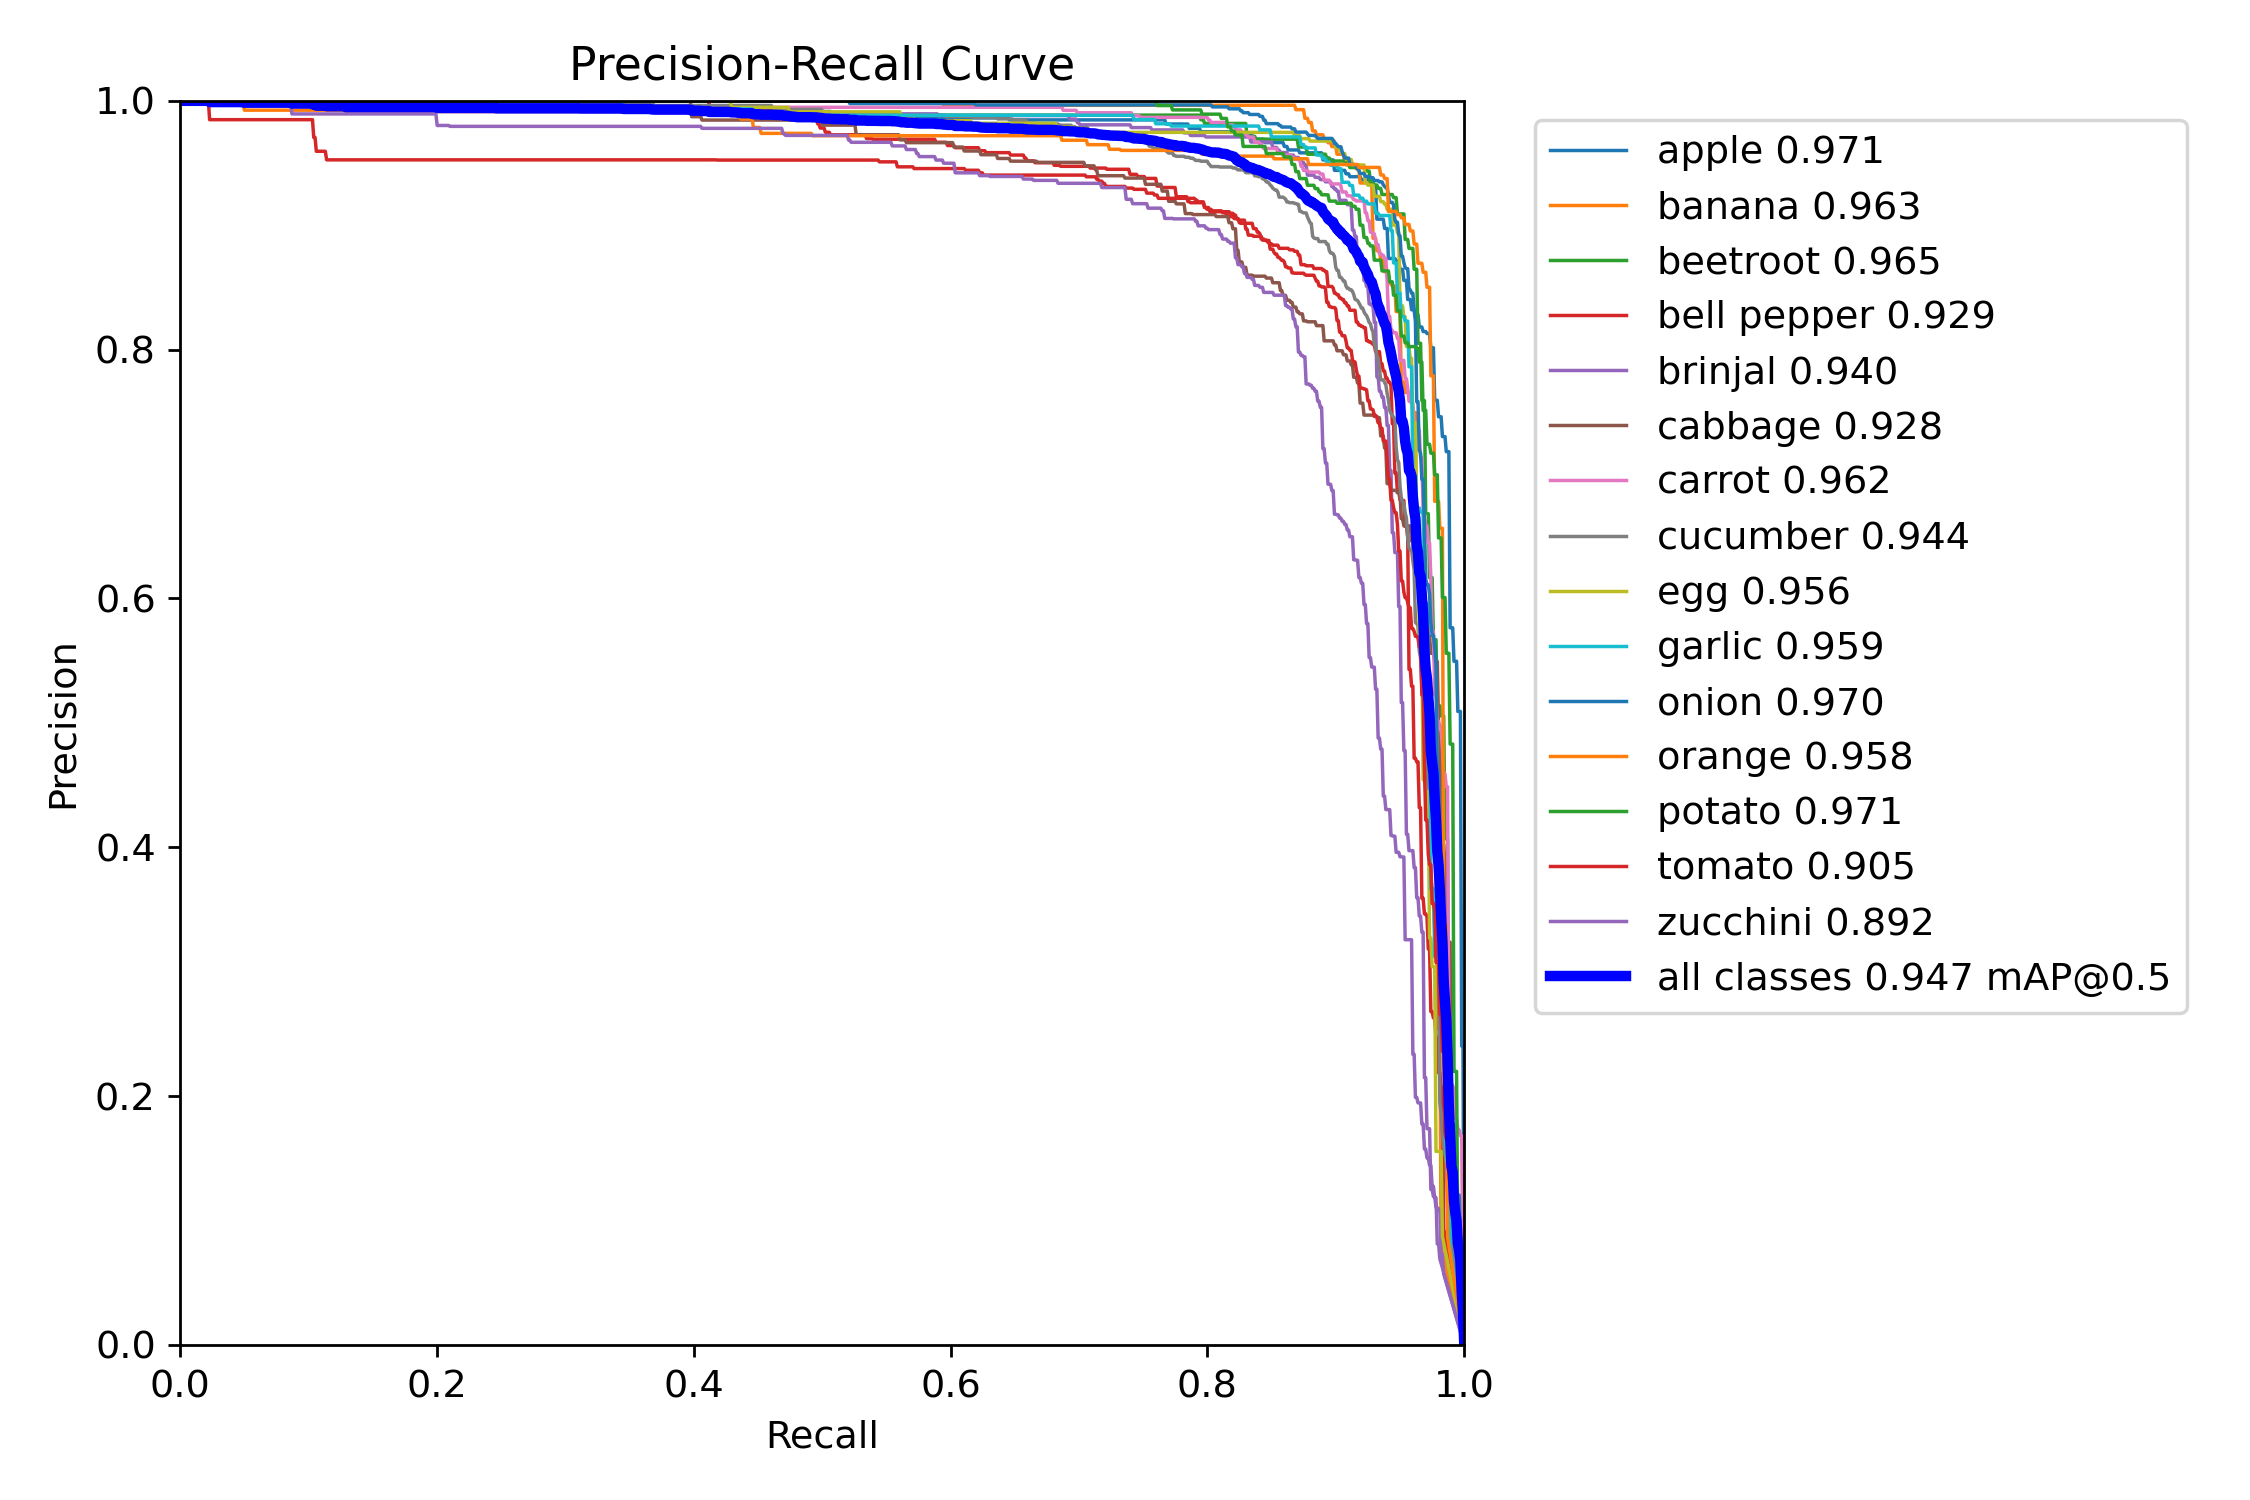 Precision-Recall Curve
1.0
0.8
0.6
0.4
0.2
0.0
Precision
0.0 0.2 0.4 0.6 0.8 1.0
Recall
apple 0.971
banana 0.963
beetroot 0.965
bell pepper 0.929
brinjal 0.940
cabbage 0.928
carrot 0.962
cucumber 0.944
egg 0.956
garlic 0.959
onion 0.970
orange 0.958
potato 0.971
tomato 0.905
zucchini 0.892
all classes 0.947 mAP@0.5